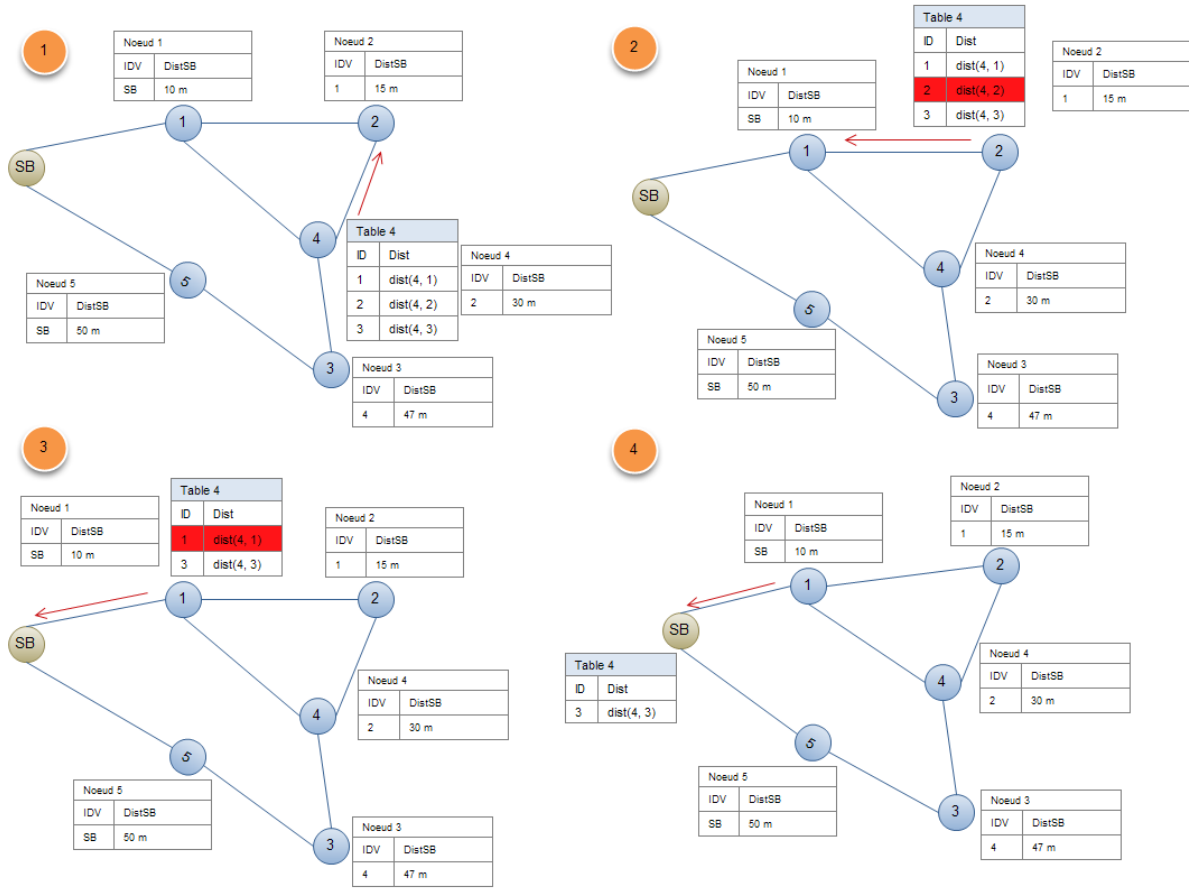 1
Noeud 1
IDV DistSB
SB 10 m
Noeud 2
IDV DistSB
1 15 m
1
2
SB
4
Table 4
ID Dist
1 dist(4, 1)
2 dist(4, 2)
3 dist(4, 3)
Noeud 4
IDV DistSB
2 30 m
5
Noeud 5
IDV DistSB
SB 50 m
3
Noeud 3
IDV DistSB
4 47 m
2
Table 4
ID Dist
1 dist(4, 1)
2 dist(4, 2)
3 dist(4, 3)
Noeud 1
IDV DistSB
SB 10 m
Noeud 2
IDV DistSB
1 15 m
1
2
SB
4
Noeud 4
IDV DistSB
2 30 m
5
Noeud 5
IDV DistSB
SB 50 m
3
Noeud 3
IDV DistSB
4 47 m
3
Noeud 1
IDV DistSB
SB 10 m
Table 4
ID Dist
1 dist(4, 1)
3 dist(4, 3)
Noeud 2
IDV DistSB
1 15 m
1
2
SB
4
Noeud 4
IDV DistSB
2 30 m
5
Noeud 5
IDV DistSB
SB 50 m
3
Noeud 3
IDV DistSB
4 47 m
4
Noeud 1
IDV DistSB
SB 10 m
Noeud 2
IDV DistSB
1 15 m
1
2
SB
Table 4
ID Dist
3 dist(4, 3)
4
Noeud 4
IDV DistSB
2 30 m
5
Noeud 5
IDV DistSB
SB 50 m
3
Noeud 3
IDV DistSB
4 47 m